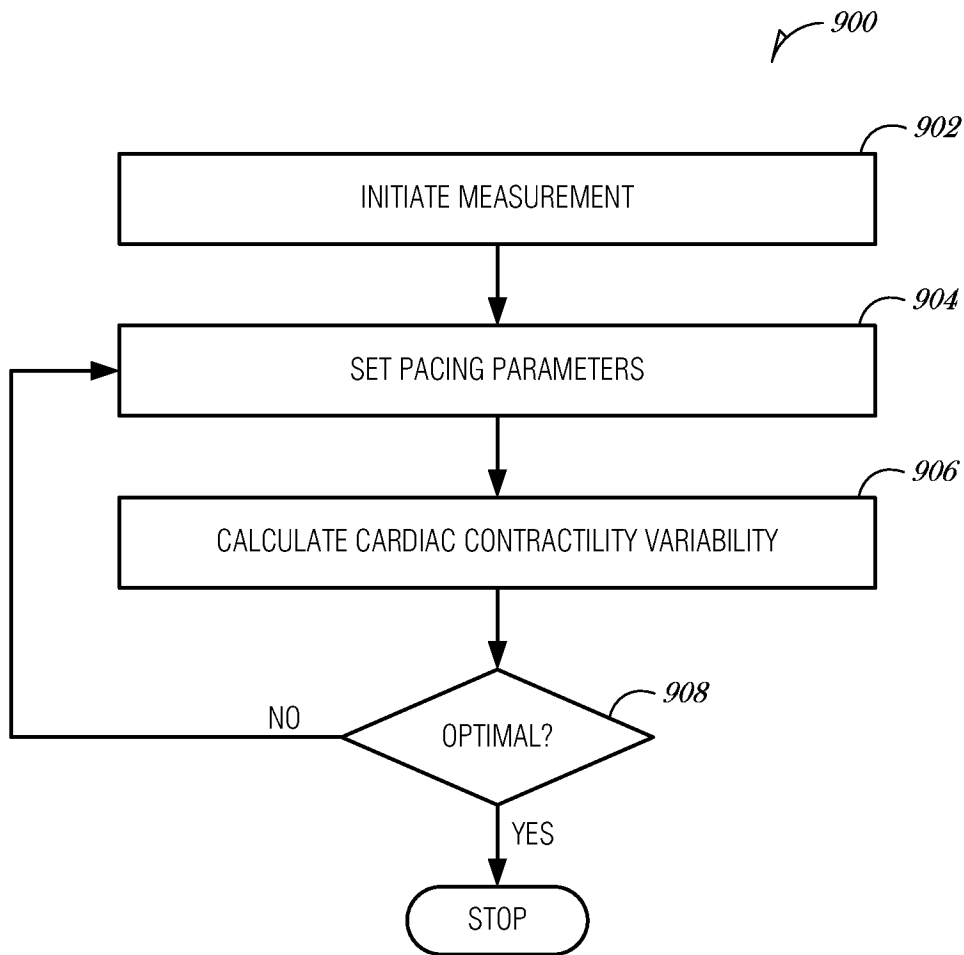 900
902
INITIATE MEASUREMENT
904
SET PACING PARAMETERS
906
CALCULATE CARDIAC CONTRACTILITY VARIABILITY
908
NO
OPTIMAL?
YES
STOP